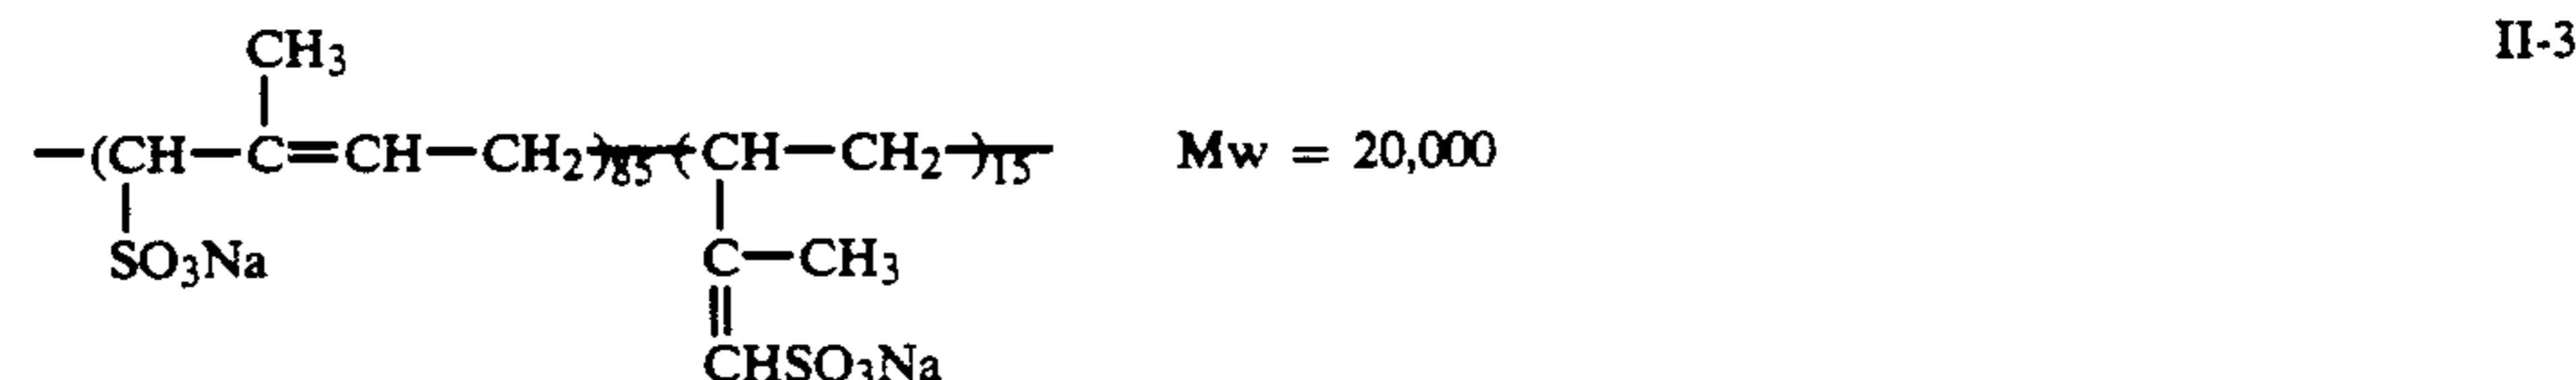 CH3 II-3
—(CH—C=CH—CH2)85—(CH—CH2—)15 Mw = 20,000
SO3Na C—CH3
CHSO3Na